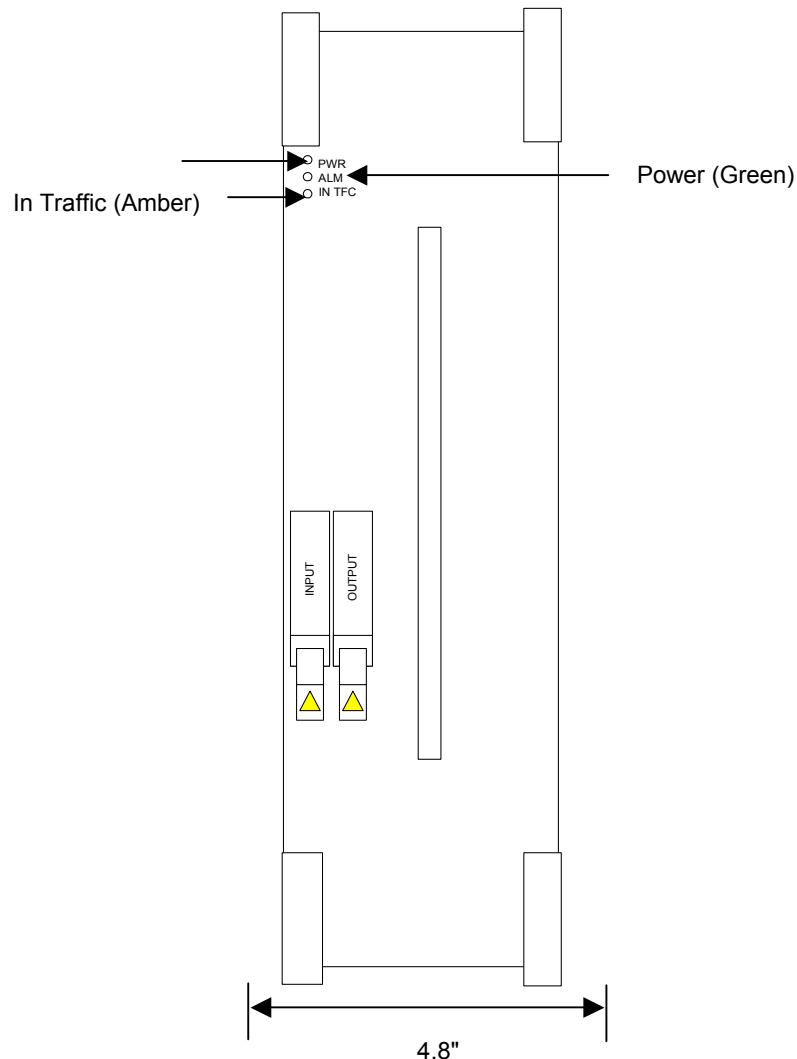 PWR
ALM
IN TFC
Power (Green)
In Traffic (Amber)
INPUT
OUTPUT
4.8"